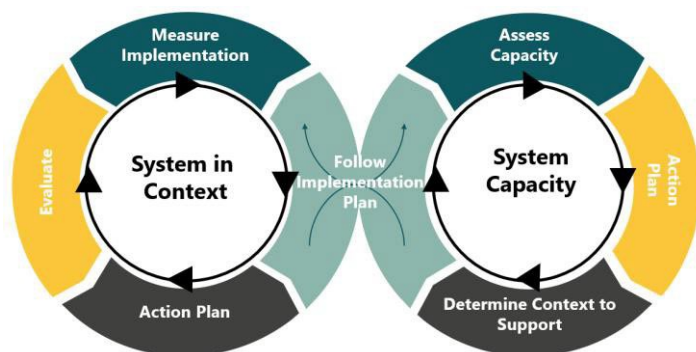 Measure
Implementation
Evaluate
System in
Context
Action Plan
Follow
Implementation
Plan
Assess
Capacity
System
Capacity
Action
Plan
Determine Context to
Support